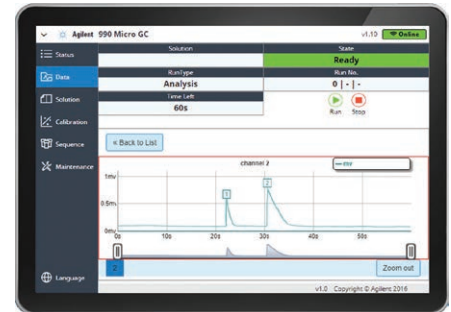 Agilent 990 Micro GC
v1.10 Online
Status
Solution
State
Ready
Data
RunType
Run No.
Analysis
0 | - | -
Solution
Time Left
60s
Run Stop
Calibration
Sequence
« Back to List
Maintenance
channel 2
1mv
0.5mv
0mv
1
2
0s 10s 20s 30s 40s 50s
2
Zoom out
Language
v1.0 Copyright © Agilent 2016